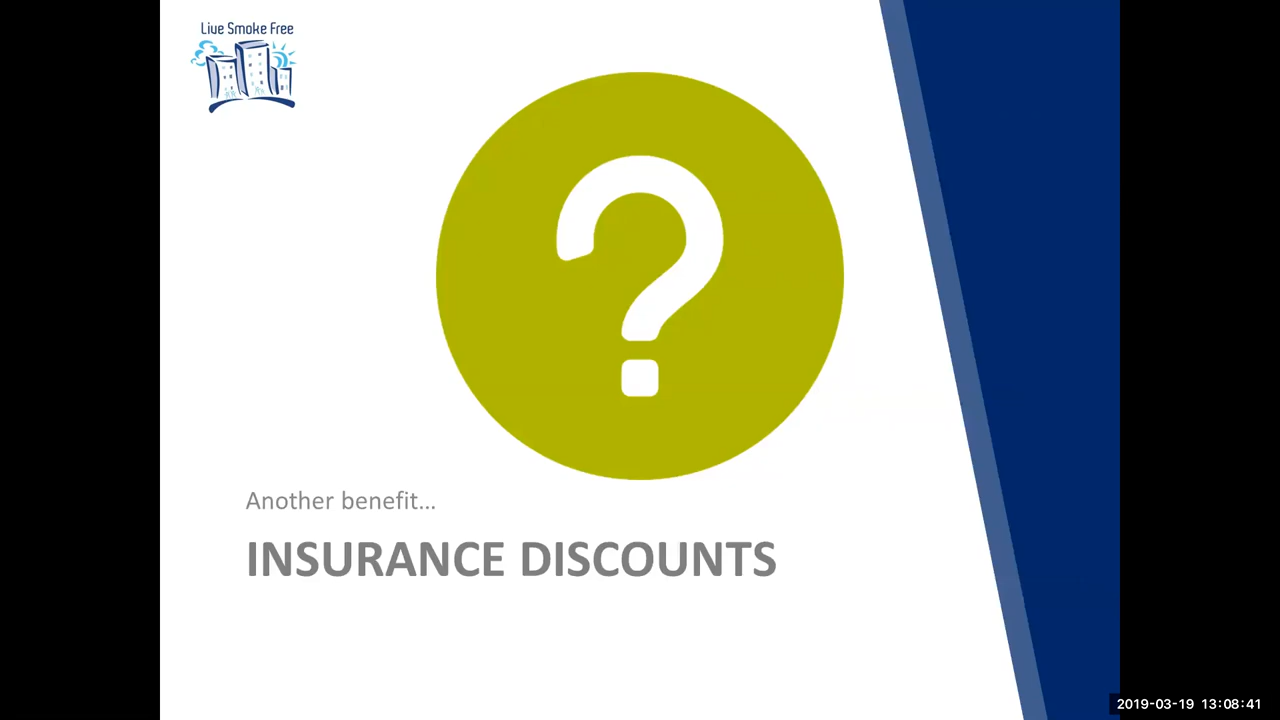 Live Smoke Free
?
Another benefit...
INSURANCE DISCOUNTS
2019-03-19 13:08:41